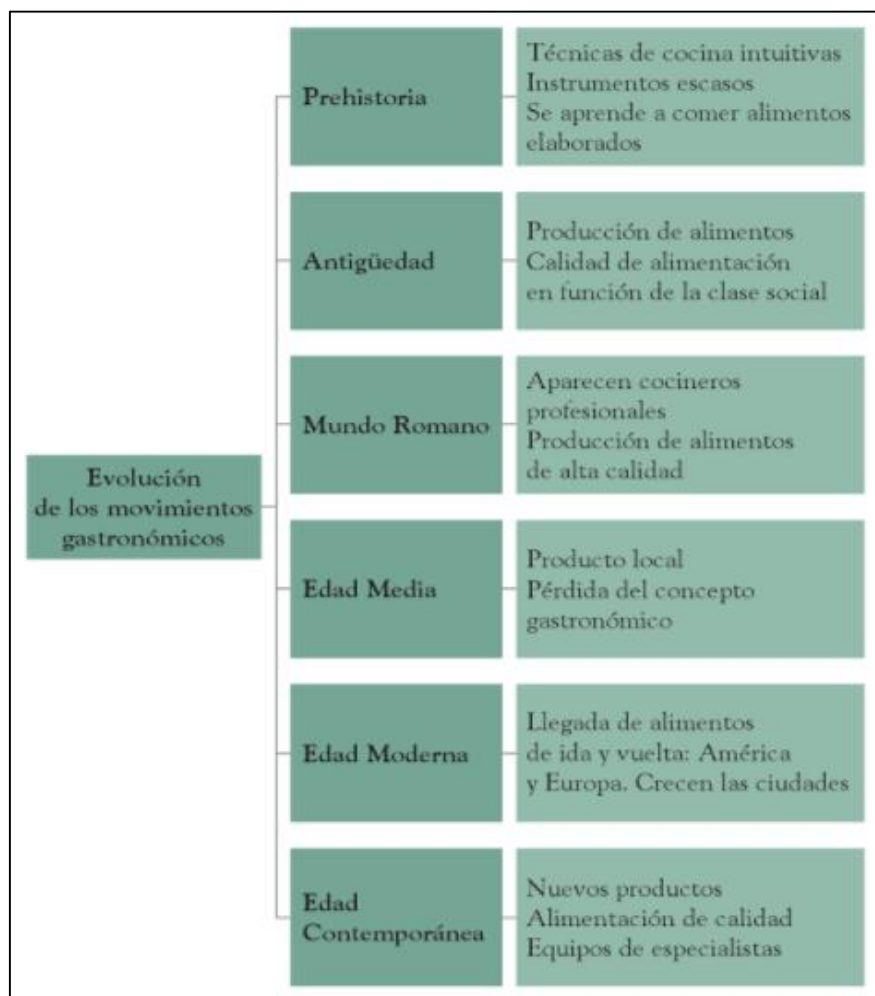 Evolución
de los movimientos
gastronómicos
Prehistoria
Técnicas de cocina intuitivas
Instrumentos escasos
Se aprende a comer alimentos
elaborados
Antigüedad
Producción de alimentos
Calidad de alimentación
en función de la clase social
Mundo Romano
Aparecen cocineros
profesionales
Producción de alimentos
de alta calidad
Edad Media
Producto local
Pérdida del concepto
gastronómico
Edad Moderna
Llegada de alimentos
de ida y vuelta: América
y Europa. Crecen las ciudades
Edad
Contemporánea
Nuevos productos
Alimentación de calidad
Equipos de especialistas